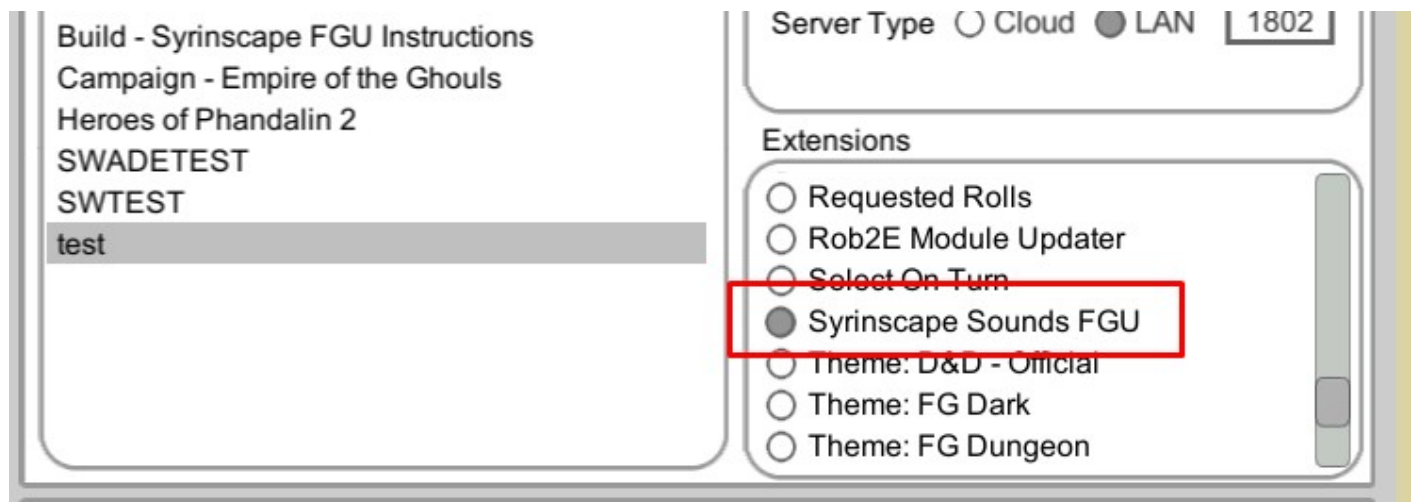 Build - Syrinscape FGU Instructions
Campaign - Empire of the Ghouls
Heroes of Phandalin 2
SWADETEST
SWTEST
test
Server Type Cloud LAN 1802
Extensions
Requested Rolls
Rob2E Module Updater
Select On Turn
Syrinscape Sounds FGU
Theme: D&D - Official
Theme: FG Dark
Theme: FG Dungeon